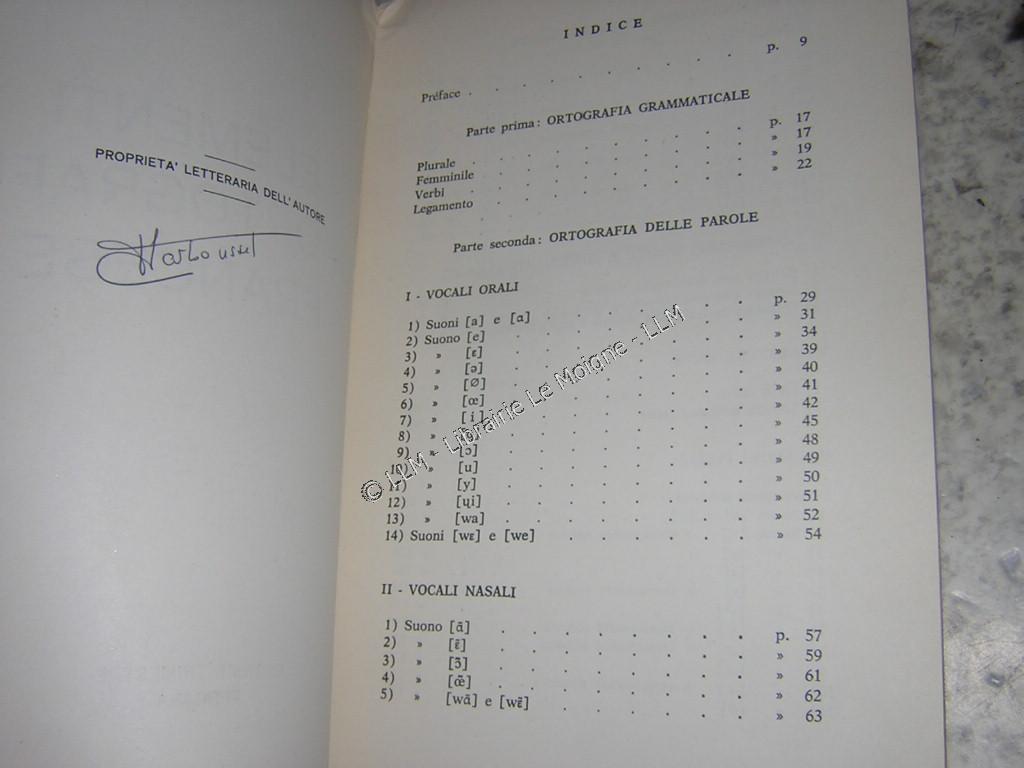 PROPRIETA' LETTERARIA DELL'AUTORE
INDICE
Préface . . . . . . . . . p. 9
Parte prima: ORTOGRAFIA GRAMMATICALE
Plurale . . . . . . . . . p. 17
Femminile . . . . . . . . . » 17
Verbi . . . . . . . . . » 19
Legamento . . . . . . . . . » 22
Parte seconda: ORTOGRAFIA DELLE PAROLE
I - VOCALI ORALI
1) Suoni [a] e [ɑ] . . . . . . p. 29
2) Suono [e] . . . . . . . » 31
3) » [ɛ] . . . . . . . » 34
4) » [ə] . . . . . . . » 39
5) » [Ø] . . . . . . . » 40
6) » [œ] . . . . . . . » 41
7) » [i] . . . . . . . » 42
8) » . . . . . . . » 45
9) » [ɔ] . . . . . . . » 48
10) » [u] . . . . . . . » 49
11) » [y] . . . . . . . » 50
12) » [ɥi] . . . . . . . » 51
13) » [wa] . . . . . . . » 52
14) Suoni [wɛ] e [we] . . . . . » 54
II - VOCALI NASALI
1) Suono [ɑ̃] . . . . . . . p. 57
2) » [ɛ̃] . . . . . . . » 59
3) » [ɔ̃] . . . . . . . » 61
4) » [œ̃] . . . . . . . » 62
5) » [wɑ̃] e [wɛ̃] . . . . . » 63
© LLM - Librairie Le Moigne - LLM